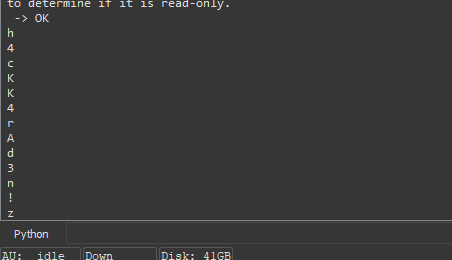 to determine if it is read-only.
-> OK
h
4
c
K
K
4
r
A
d
3
n
!
z
Python
AU: idle Down Disk: 41GB